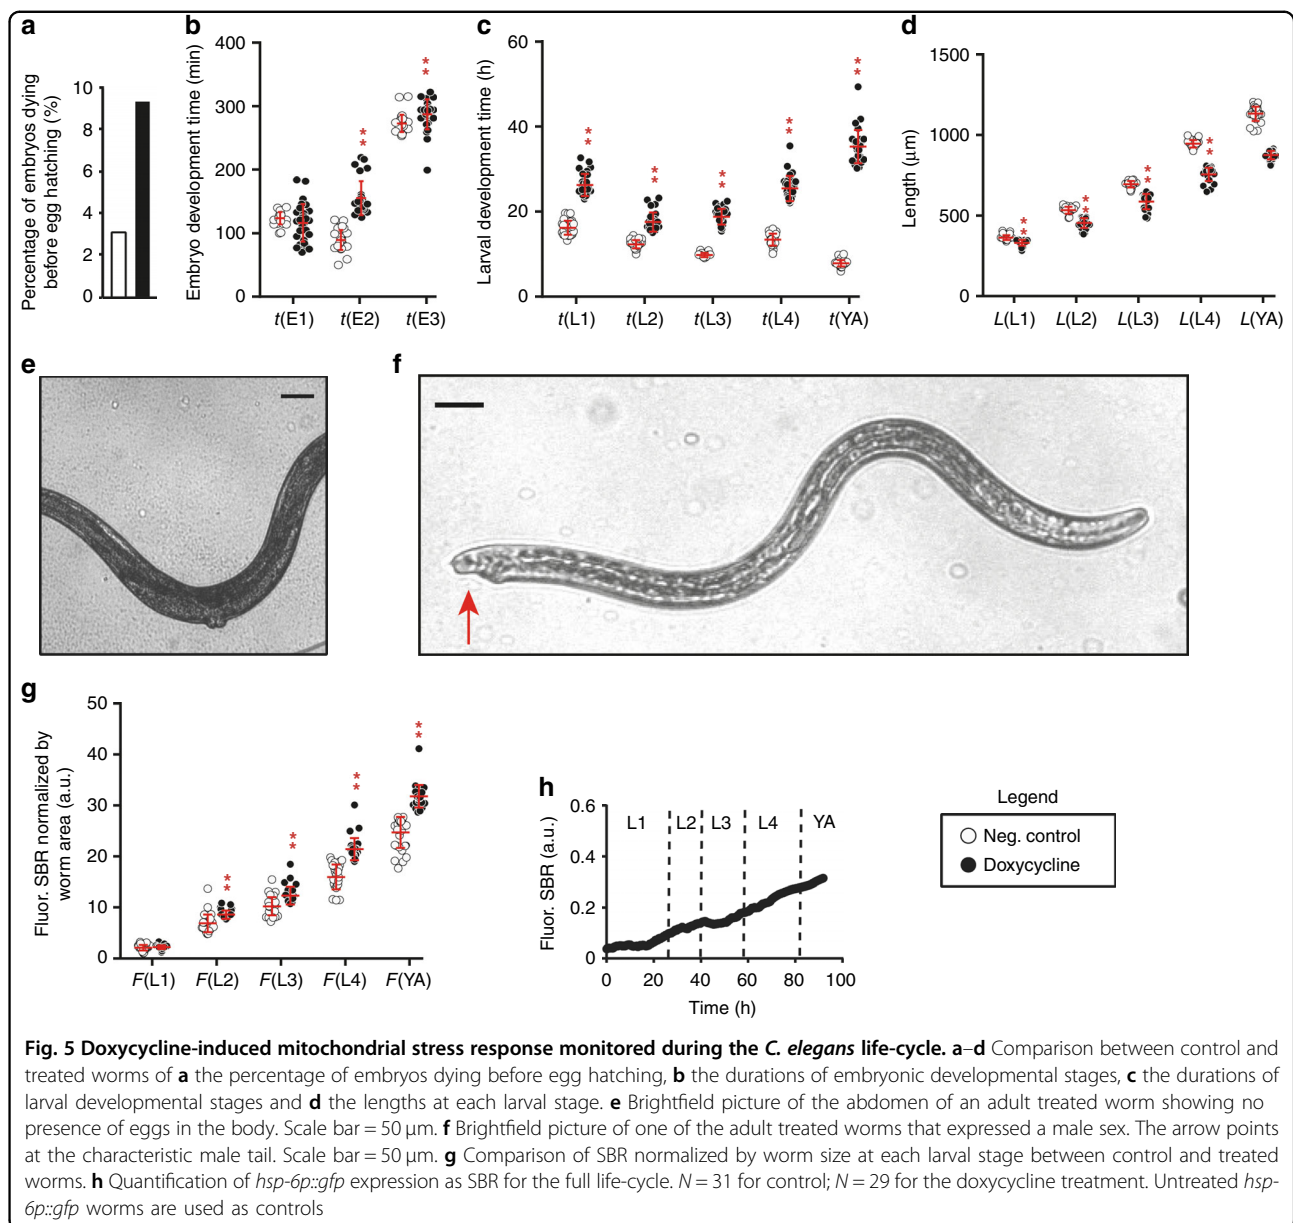 a
Percentage of embryos dying
before egg hatching (%)
10
8
6
4
2
0
b
Embryo development time (min)
400
300
200
100
0
**
**
t(E1) t(E2) t(E3)
c
Larval development time (h)
60
40
20
0
**
**
**
**
**
t(L1) t(L2) t(L3) t(L4) t(YA)
d
Length (µm)
1500
1000
500
0
**
**
**
**
L(L1) L(L2) L(L3) L(L4) L(YA)
e
f
g
Fluor. SBR normalized by
worm area (a.u.)
50
40
30
20
10
0
**
**
**
**
F(L1) F(L2) F(L3) F(L4) F(YA)
h
Fluor. SBR (a.u.)
0.6
0.4
0.2
0
L1 L2 L3 L4 YA
0 20 40 60 80 100
Time (h)
Legend
Neg. control
Doxycycline
Fig. 5 Doxycycline-induced mitochondrial stress response monitored during the C. elegans life-cycle. a–d Comparison between control and
treated worms of a the percentage of embryos dying before egg hatching, b the durations of embryonic developmental stages, c the durations of
larval developmental stages and d the lengths at each larval stage. e Brightfield picture of the abdomen of an adult treated worm showing no
presence of eggs in the body. Scale bar = 50 µm. f Brightfield picture of one of the adult treated worms that expressed a male sex. The arrow points
at the characteristic male tail. Scale bar = 50 µm. g Comparison of SBR normalized by worm size at each larval stage between control and treated
worms. h Quantification of hsp-6p::gfp expression as SBR for the full life-cycle. N = 31 for control; N = 29 for the doxycycline treatment. Untreated hsp-
6p::gfp worms are used as controls